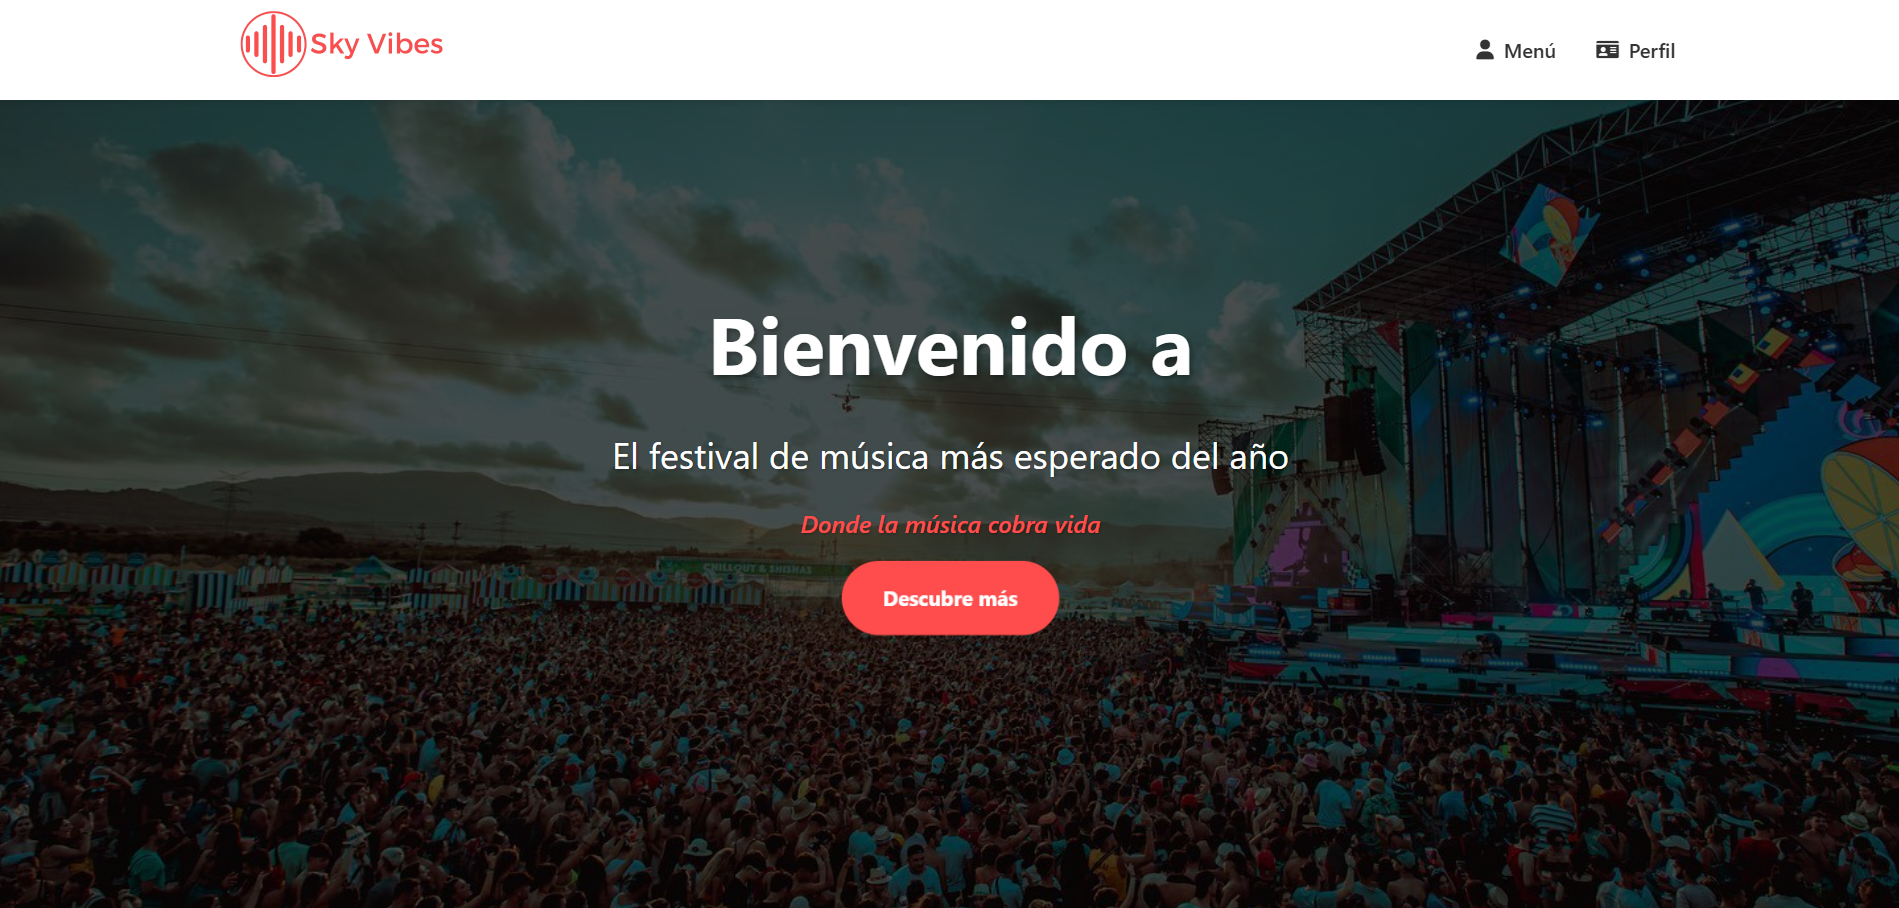 Sky Vibes
Menú
Perfil
Bienvenido a
El festival de música más esperado del año
Donde la música cobra vida
CHILLOUT & SHISHAS
Descubre más